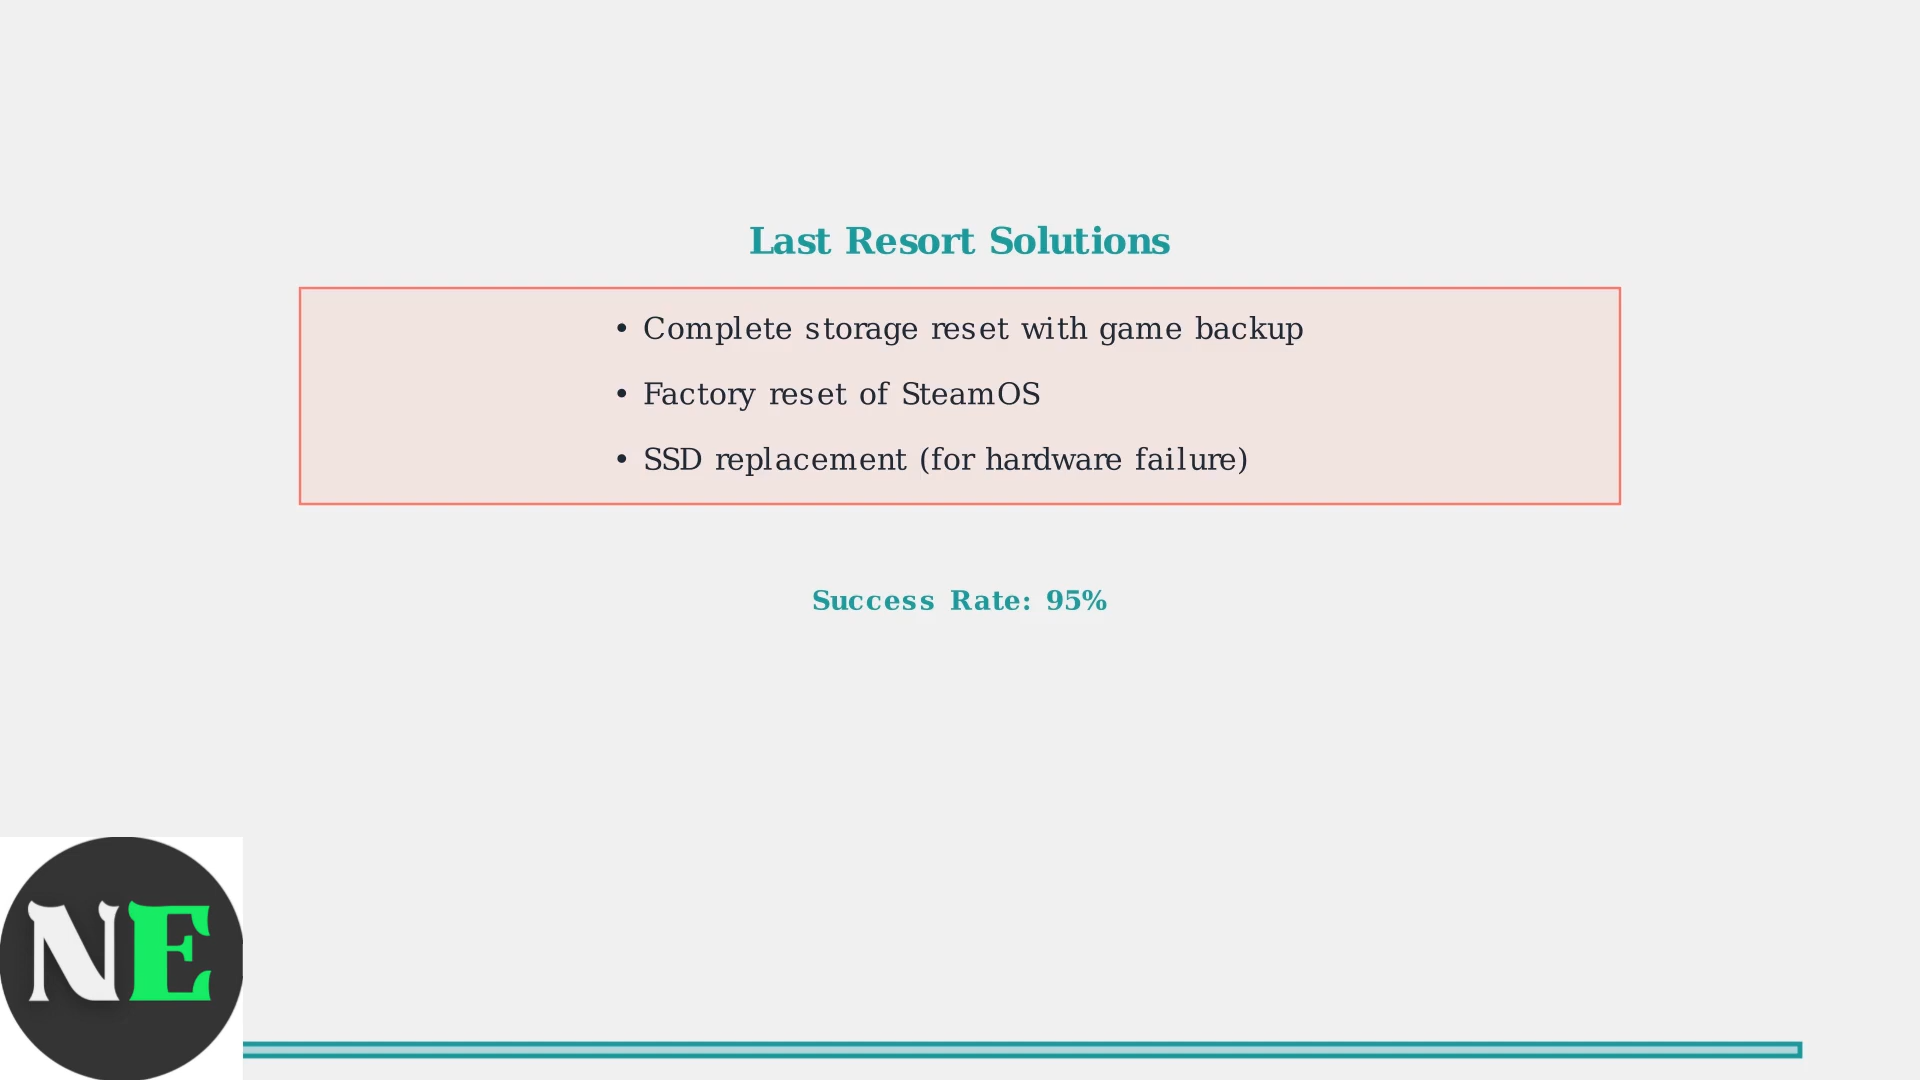 Last Resort Solutions
• Complete storage reset with game backup
• Factory reset of SteamOS
• SSD replacement (for hardware failure)
Success Rate: 95%
NE